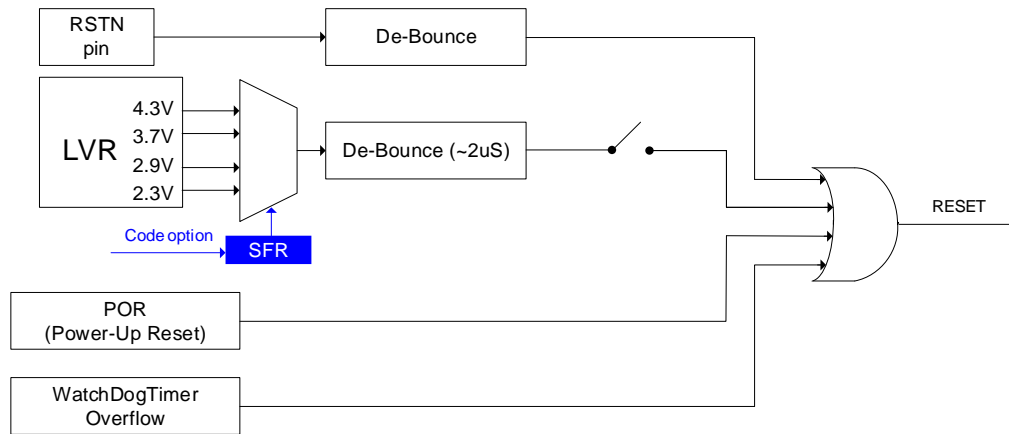 RSTN
pin
De-Bounce
LVR
4.3V
3.7V
2.9V
2.3V
De-Bounce (~2uS)
Code option
SFR
RESET
POR
(Power-Up Reset)
WatchDogTimer
Overflow